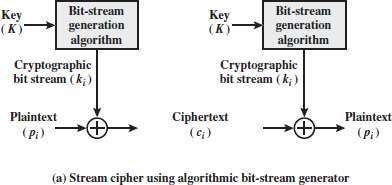 Key
(K)
Bit-stream
generation
algorithm
Cryptographic
bit stream (kᵢ)
Plaintext
(pᵢ)
Key
(K)
Bit-stream
generation
algorithm
Cryptographic
bit stream (kᵢ)
Ciphertext
(cᵢ)
Plaintext
(pᵢ)
(a) Stream cipher using algorithmic bit-stream generator